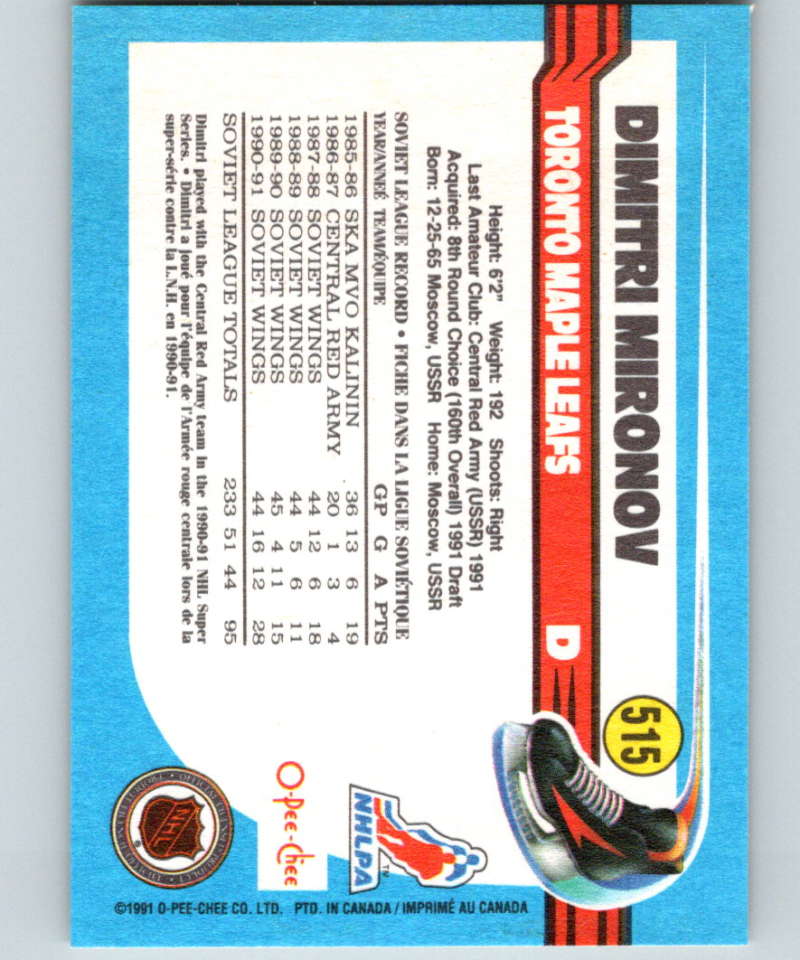 DIMITRI MIRONOV
515
TORONTO MAPLE LEAFS D
Height: 6'2" Weight: 192 Shoots: Right
Last Amateur Club: Central Red Army (USSR) 1991
Acquired: 8th Round Choice (160th Overall) 1991 Draft
Born: 12-25-65 Moscow, USSR Home: Moscow, USSR
SOVIET LEAGUE RECORD • FICHE DANS LA LIGUE SOVIÉTIQUE
YEAR/ANNEÉ TEAM/ÉQUIPE GP G A PTS
1985-86 SKA MVO KALININ 36 13 6 19
1986-87 CENTRAL RED ARMY 20 1 3 4
1987-88 SOVIET WINGS 44 12 6 18
1988-89 SOVIET WINGS 44 5 6 11
1989-90 SOVIET WINGS 45 4 11 15
1990-91 SOVIET WINGS 44 16 12 28
SOVIET LEAGUE TOTALS 233 51 44 95
Dimitri played with the Central Red Army team in the 1990-91 NHL Super
Series. • Dimitri a joué pour l'équipe de l'Armée rouge centrale lors de la
super-série contre la L.N.H. en 1990-91.
NHLPA
TM
O-Pee-Chee
NHL
®
©1991 O-PEE-CHEE CO. LTD. PTD. IN CANADA / IMPRIMÉ AU CANADA